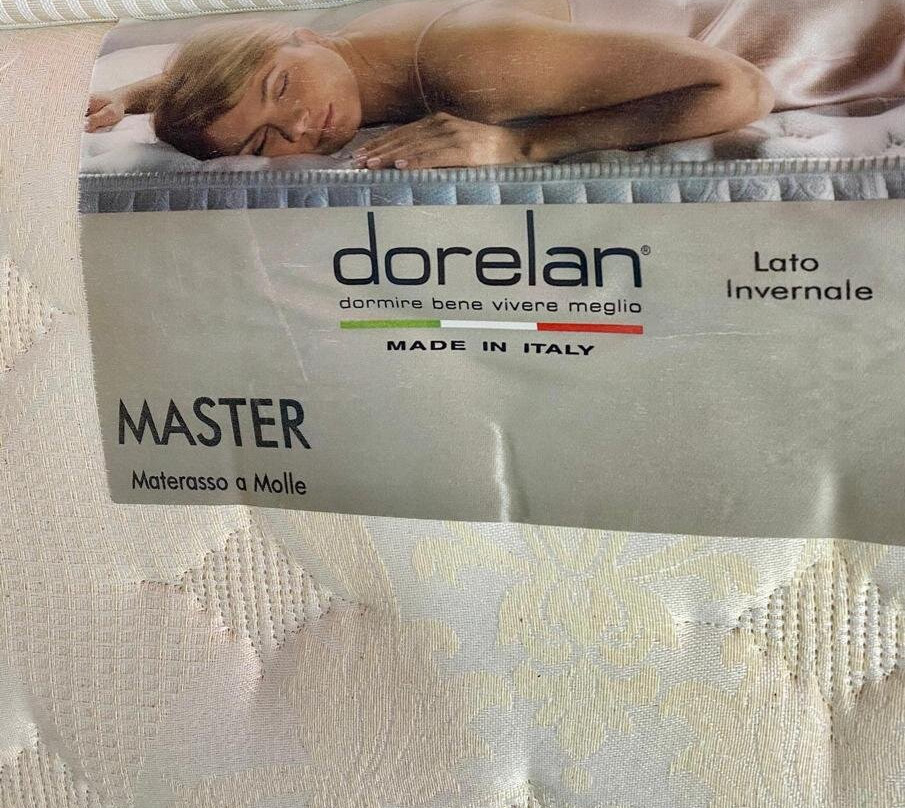 dorelan®
dormire bene vivere meglio
MADE IN ITALY
Lato
Invernale
MASTER
Materasso a Molle